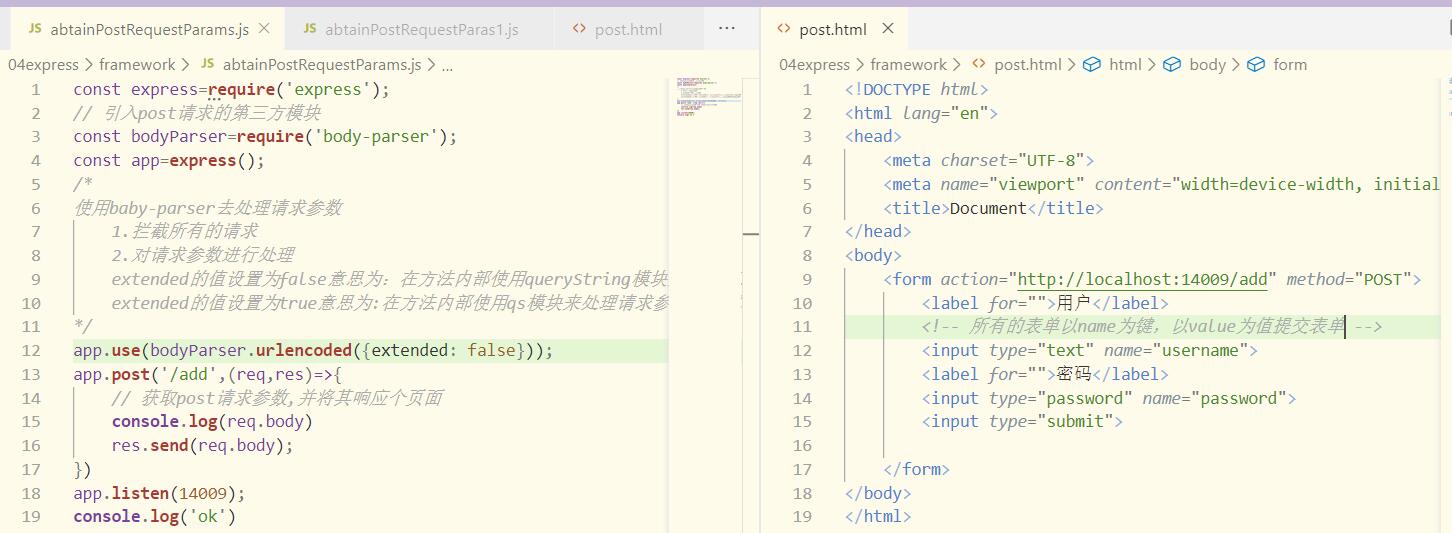 JS abtainPostRequestParams.js ×
JS abtainPostRequestParas1.js
<> post.html
···
04express > framework > JS abtainPostRequestParams.js > ...
1 const express=require('express');
2 // 引入post请求的第三方模块
3 const bodyParser=require('body-parser');
4 const app=express();
5 /*
6 使用baby-parser去处理请求参数
7 1.拦截所有的请求
8 2.对请求参数进行处理
9 extended的值设置为false意思为：在方法内部使用queryString模块
10 extended的值设置为true意思为:在方法内部使用qs模块来处理请求参
11 */
12 app.use(bodyParser.urlencoded({extended: false}));
13 app.post('/add',(req,res)=>{
14 // 获取post请求参数,并将其响应个页面
15 console.log(req.body)
16 res.send(req.body);
17 })
18 app.listen(14009);
19 console.log('ok')
<> post.html ×
04express > framework > <> post.html > html > body > form
1 <!DOCTYPE html>
2 <html lang="en">
3 <head>
4 <meta charset="UTF-8">
5 <meta name="viewport" content="width=device-width, initial
6 <title>Document</title>
7 </head>
8 <body>
9 <form action="http://localhost:14009/add" method="POST">
10 <label for="">用户</label>
11 <!-- 所有的表单以name为键，以value为值提交表单 -->
12 <input type="text" name="username">
13 <label for="">密码</label>
14 <input type="password" name="password">
15 <input type="submit">
16
17 </form>
18 </body>
19 </html>